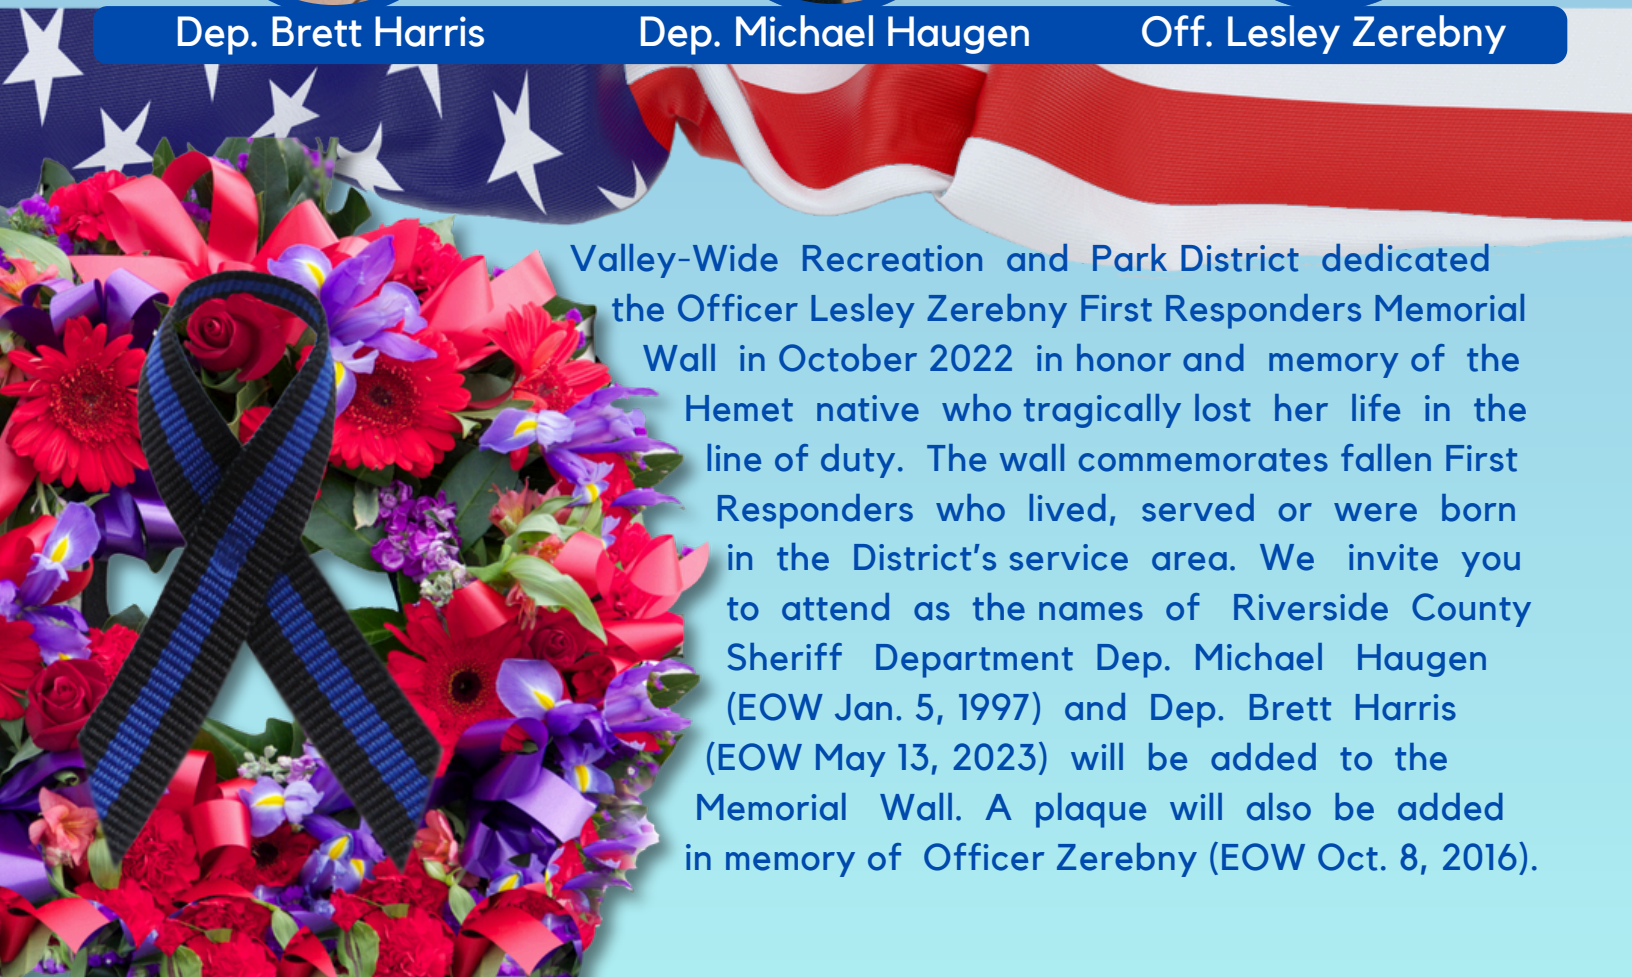 Dep. Brett Harris Dep. Michael Haugen Off. Lesley Zerebny
Valley-Wide Recreation and Park District dedicated
the Officer Lesley Zerebny First Responders Memorial
Wall in October 2022 in honor and memory of the
Hemet native who tragically lost her life in the
line of duty. The wall commemorates fallen First
Responders who lived, served or were born
in the District's service area. We invite you
to attend as the names of Riverside County
Sheriff Department Dep. Michael Haugen
(EOW Jan. 5, 1997) and Dep. Brett Harris
(EOW May 13, 2023) will be added to the
Memorial Wall. A plaque will also be added
in memory of Officer Zerebny (EOW Oct. 8, 2016).